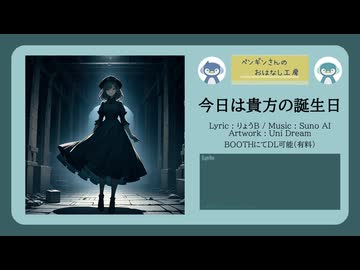 ペンギンさんの
おはなし工房
今日は貴方の誕生日
Lyric : りょうB / Music : Suno AI
Artwork : Uni Dream
BOOTHにてDL可能(有料)
Lyric